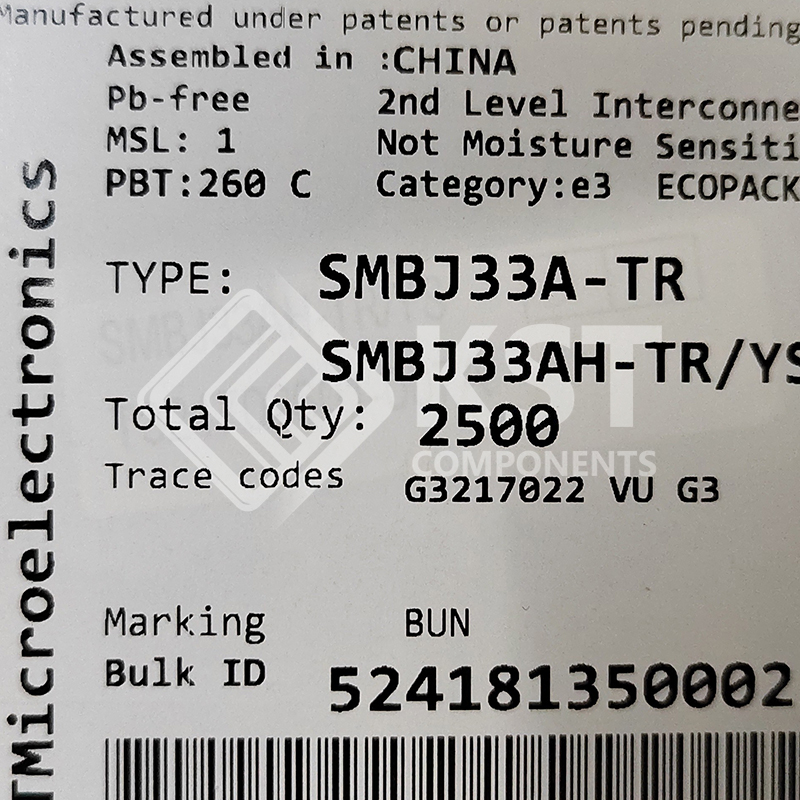 Manufactured under patents or patents pending
Assembled in :CHINA
Pb-free 2nd Level Interconne
MSL: 1 Not Moisture Sensiti
PBT:260 C Category:e3 ECOPACK
TYPE: SMBJ33A-TR
SMBJ33AH-TR/YS
Total Qty: 2500
Trace codes G3217022 VU G3
Marking BUN
Bulk ID 524181350002
TMicroelectronics
KST
COMPONENTS